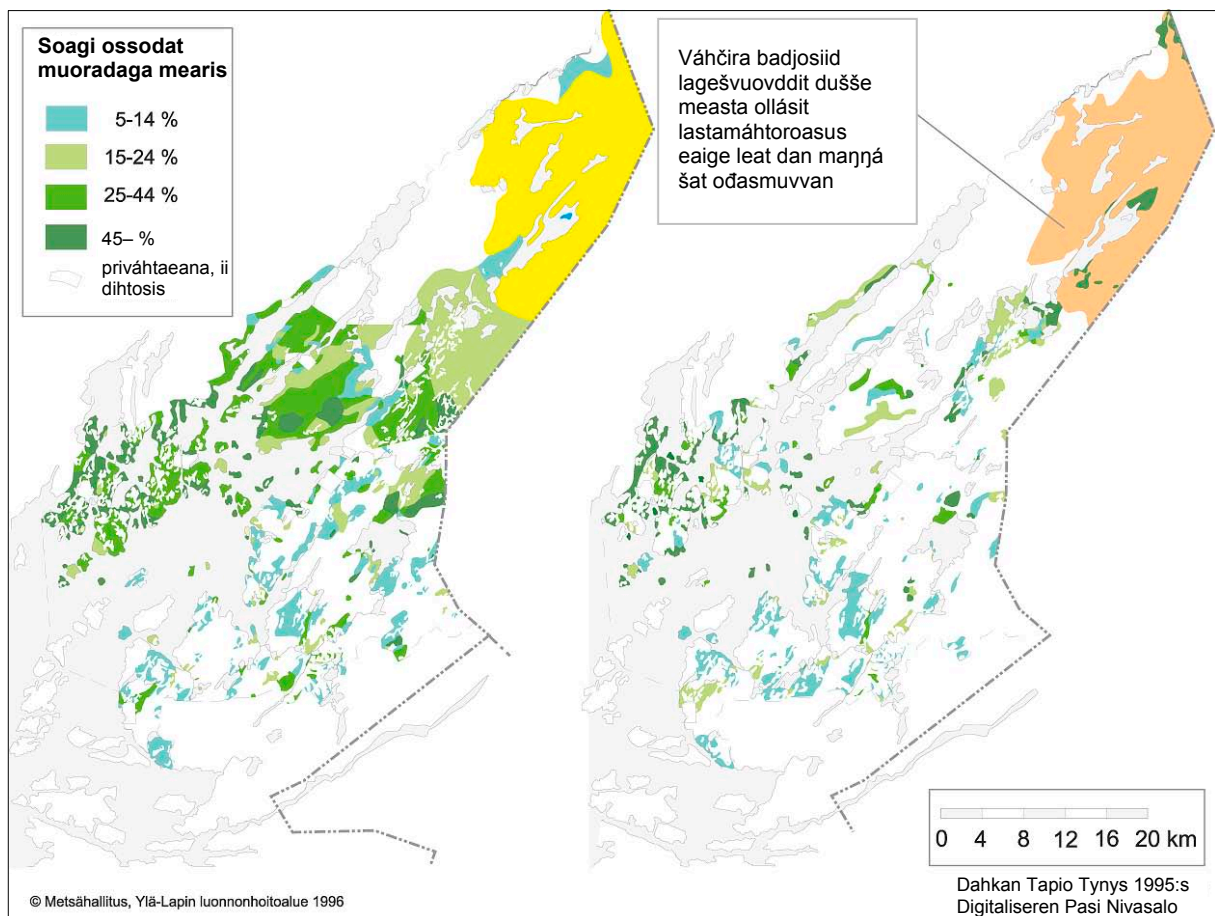 Soagi ossodat
muoradaga mearis
5-14 %
15-24 %
25-44 %
45– %
priváhtaeana, ii
dihtosis
Váhčira badjosiid
lagešvuovddit dušše
measta ollásit
lastamáhtoroasus
eaige leat dan maŋŋá
šat ođasmuvvan
0 4 8 12 16 20 km
© Metsähallitus, Ylä-Lapin luonnonhoitoalue 1996
Dahkan Tapio Tynys 1995:s
Digitaliseren Pasi Nivasalo